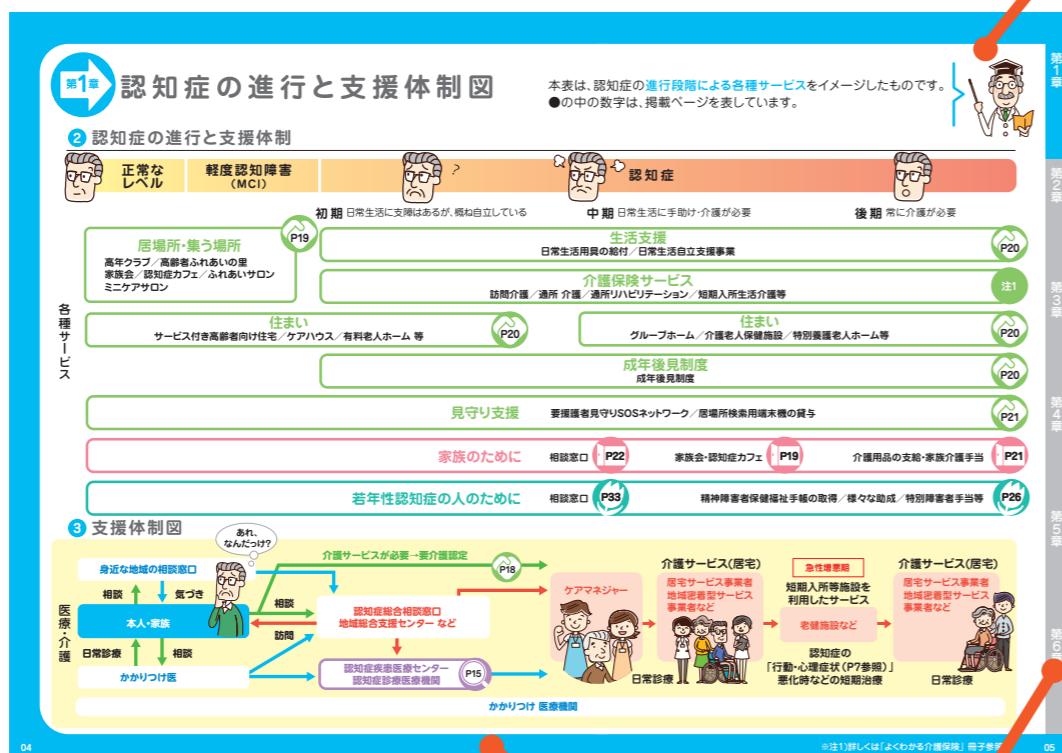 第1章
認知症の進行と支援体制図
本表は、認知症の進行段階による各種サービスをイメージしたものです。
●の中の数字は、掲載ページを表しています。
2 認知症の進行と支援体制
正常な
レベル
軽度認知障害
(MCI)
?
認知症
初期 日常生活に支障はあるが、概ね自立している
中期 日常生活に手助け・介護が必要
後期 常に介護が必要
各種サービス
居場所・集う場所
P19
高年クラブ／高齢者ふれあいの里
家族会／認知症カフェ／ふれあいサロン
ミニケアサロン
生活支援
日常生活用具の給付／日常生活自立支援事業
P20
介護保険サービス
訪問介護／通所 介護／通所リハビリテーション／短期入所生活介護等
注1
住まい
サービス付き高齢者向け住宅／ケアハウス／有料老人ホーム 等
P20
住まい
グループホーム／介護老人保健施設／特別養護老人ホーム等
P20
成年後見制度
成年後見制度
P20
見守り支援
要援護者見守りSOSネットワーク／居場所検索用端末機の貸与
P21
家族のために
相談窓口 P22
家族会・認知症カフェ P19
介護用品の支給・家族介護手当 P21
若年性認知症の人のために
相談窓口 P33
精神障害者保健福祉手帳の取得／様々な助成／特別障害者手当等 P26
3 支援体制図
あれ、
なんだっけ?
医療・介護
身近な地域の相談窓口
相談
気づき
本人・家族
日常診療
相談
かかりつけ医
介護サービスが必要→要介護認定
P18
相談
訪問
認知症総合相談窓口
地域総合支援センター など
認知症疾患医療センター
認知症診療医療機関
P15
ケアマネジャー
介護サービス(居宅)
居宅サービス事業者
地域密着型サービス
事業者など
日常診療
急性増悪期
短期入所等施設を
利用したサービス
老健施設など
認知症の
「行動・心理症状(P7参照)」
悪化時などの短期治療
介護サービス(居宅)
居宅サービス事業者
地域密着型サービス
事業者など
日常診療
かかりつけ 医療機関
第1章
第2章
第3章
第4章
第5章
第6章
04
※注1)詳しくは「よくわかる介護保険」冊子参照
05